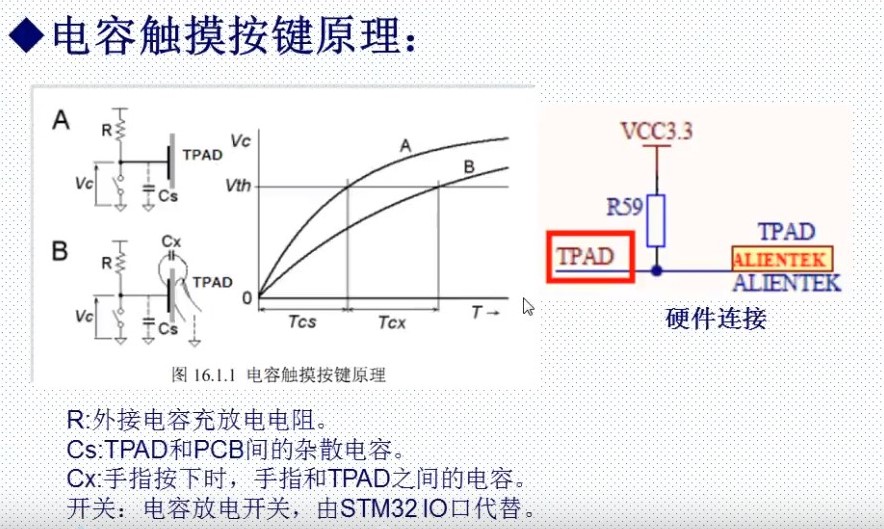 ◆电容触摸按键原理：
A
R
TPAD
Vc
Cs
B
Cx
R
TPAD
Vc
Cs
Vc
A
B
Vth
0
Tcs
Tcx
T→
图 16.1.1 电容触摸按键原理
VCC3.3
R59
TPAD
TPAD
ALIENTEK
ALIENTEK
硬件连接
R:外接电容充放电电阻。
Cs:TPAD和PCB间的杂散电容。
Cx:手指按下时，手指和TPAD之间的电容。
开关：电容放电开关，由STM32 IO口代替。